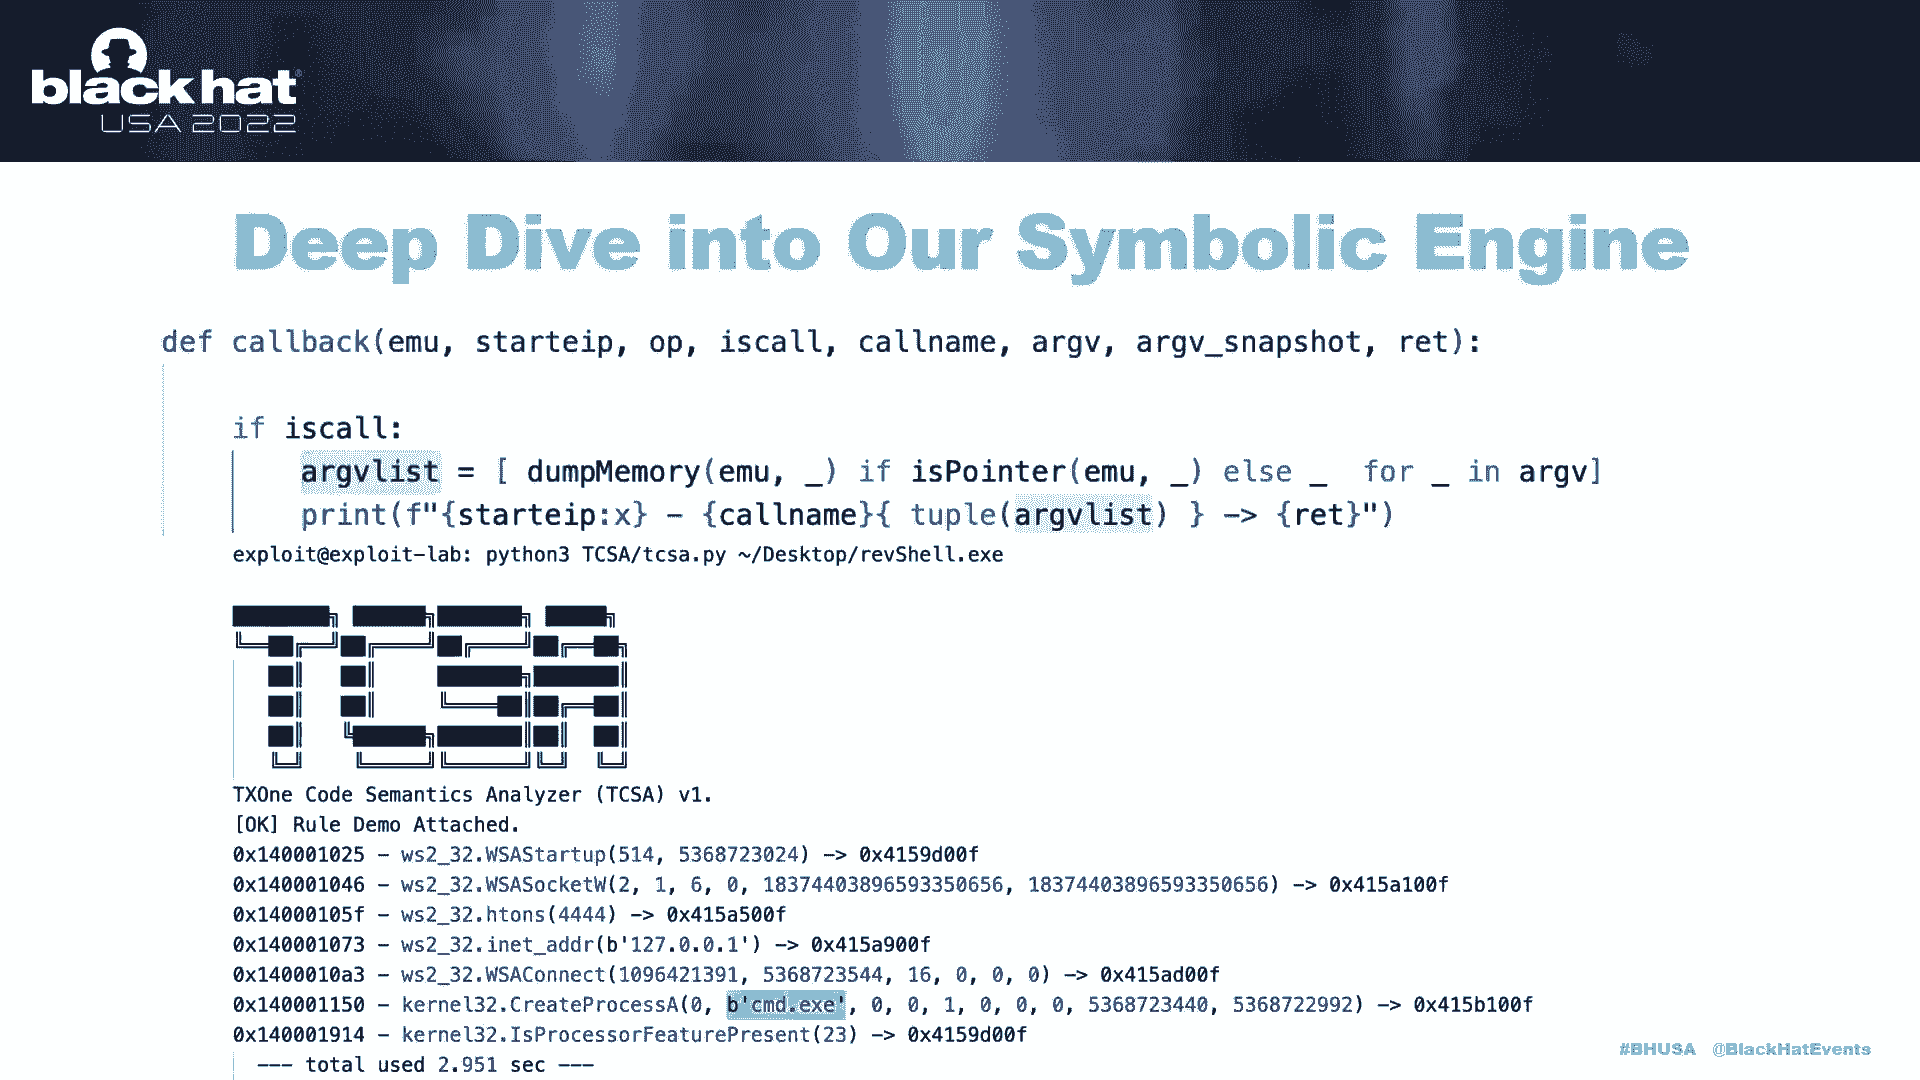 blackhat
USA 2022
Deep Dive into Our Symbolic Engine
def callback(emu, starteip, op, iscall, callname, argv, argv_snapshot, ret):
if iscall:
argvlist = [ dumpMemory(emu, _) if isPointer(emu, _) else _ for _ in argv]
print(f"{starteip:x} - {callname}{ tuple(argvlist) } -> {ret}")
exploit@exploit-lab: python3 TCSA/tcsa.py ~/Desktop/revShell.exe
TCSA
TXOne Code Semantics Analyzer (TCSA) v1.
[OK] Rule Demo Attached.
0x140001025 - ws2_32.WSAStartup(514, 5368723024) -> 0x4159d00f
0x140001046 - ws2_32.WSASocketW(2, 1, 6, 0, 18374403896593350656, 18374403896593350656) -> 0x415a100f
0x14000105f - ws2_32.htons(4444) -> 0x415a500f
0x140001073 - ws2_32.inet_addr(b'127.0.0.1') -> 0x415a900f
0x1400010a3 - ws2_32.WSAConnect(1096421391, 5368723544, 16, 0, 0, 0) -> 0x415ad00f
0x140001150 - kernel32.CreateProcessA(0, b'cmd.exe', 0, 0, 1, 0, 0, 0, 5368723440, 5368722992) -> 0x415b100f
0x140001914 - kernel32.IsProcessorFeaturePresent(23) -> 0x4159d00f
--- total used 2.951 sec ---
#BHUSA @BlackHatEvents